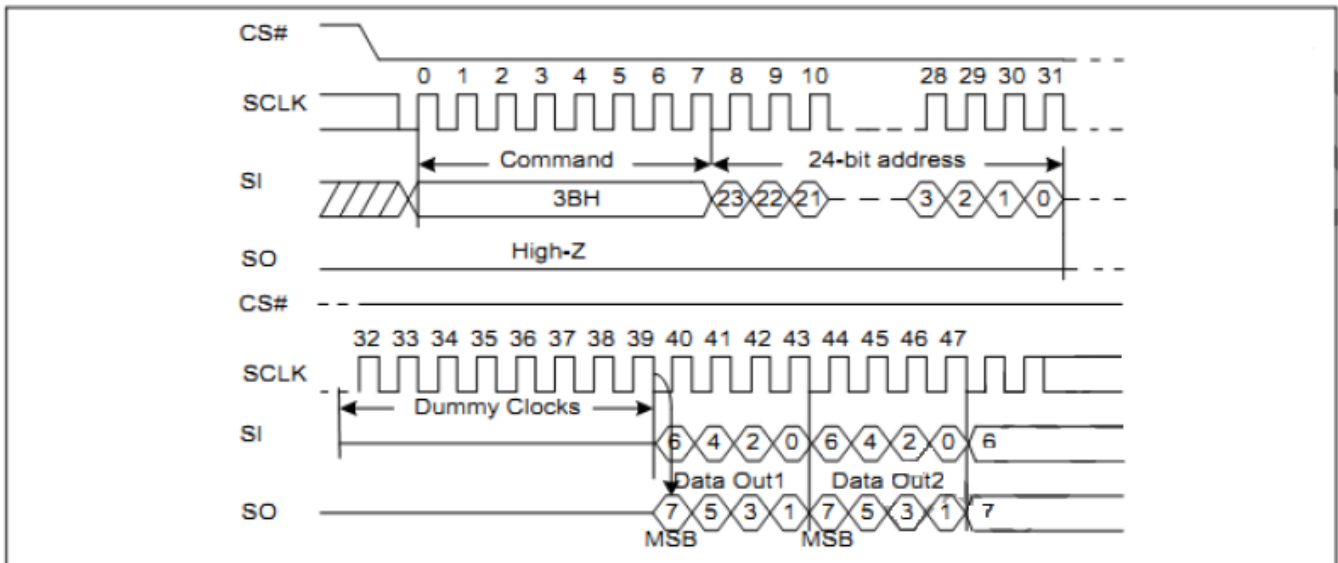 CS#
0 1 2 3 4 5 6 7 8 9 10 28 29 30 31
SCLK
Command 24-bit address
SI
3BH 23 22 21 3 2 1 0
High-Z
SO
CS#
32 33 34 35 36 37 38 39 40 41 42 43 44 45 46 47
SCLK
Dummy Clocks
SI
6 4 2 0 6 4 2 0 6
Data Out1 Data Out2
SO
7 5 3 1 7 5 3 1 7
MSB MSB